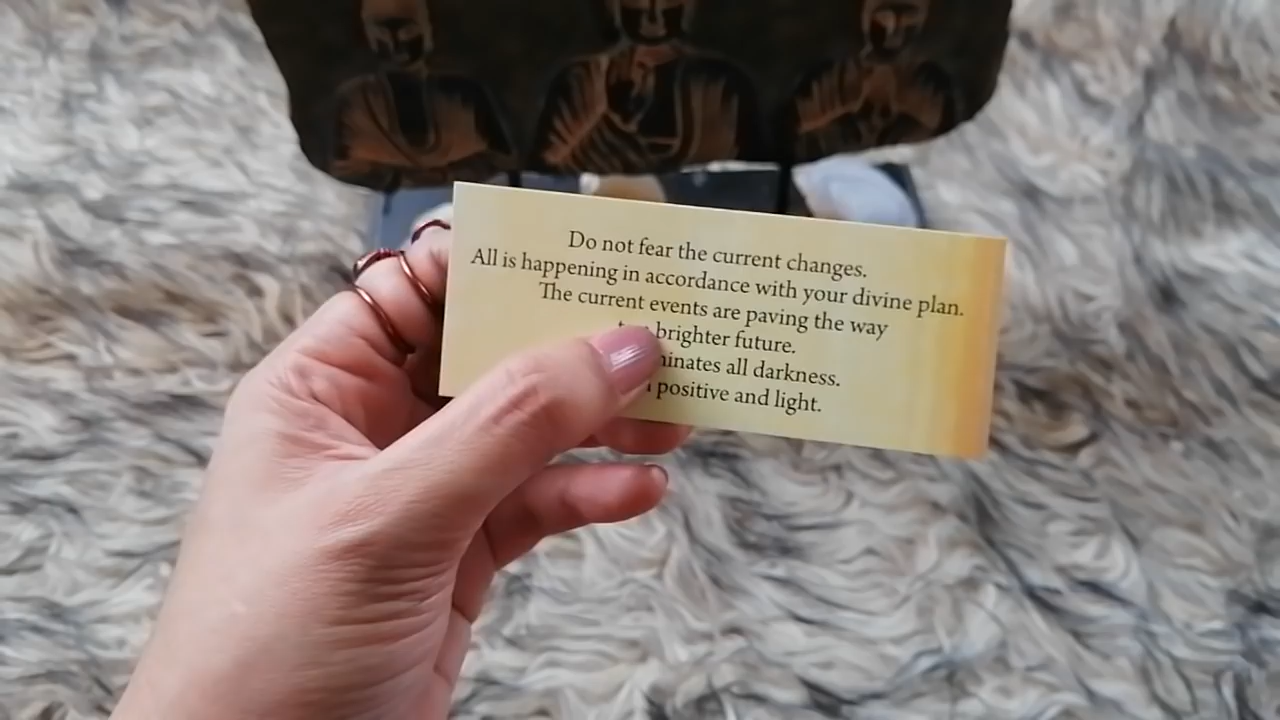 Do not fear the current changes.
All is happening in accordance with your divine plan.
The current events are paving the way
brighter future.
all darkness.
positive and light.